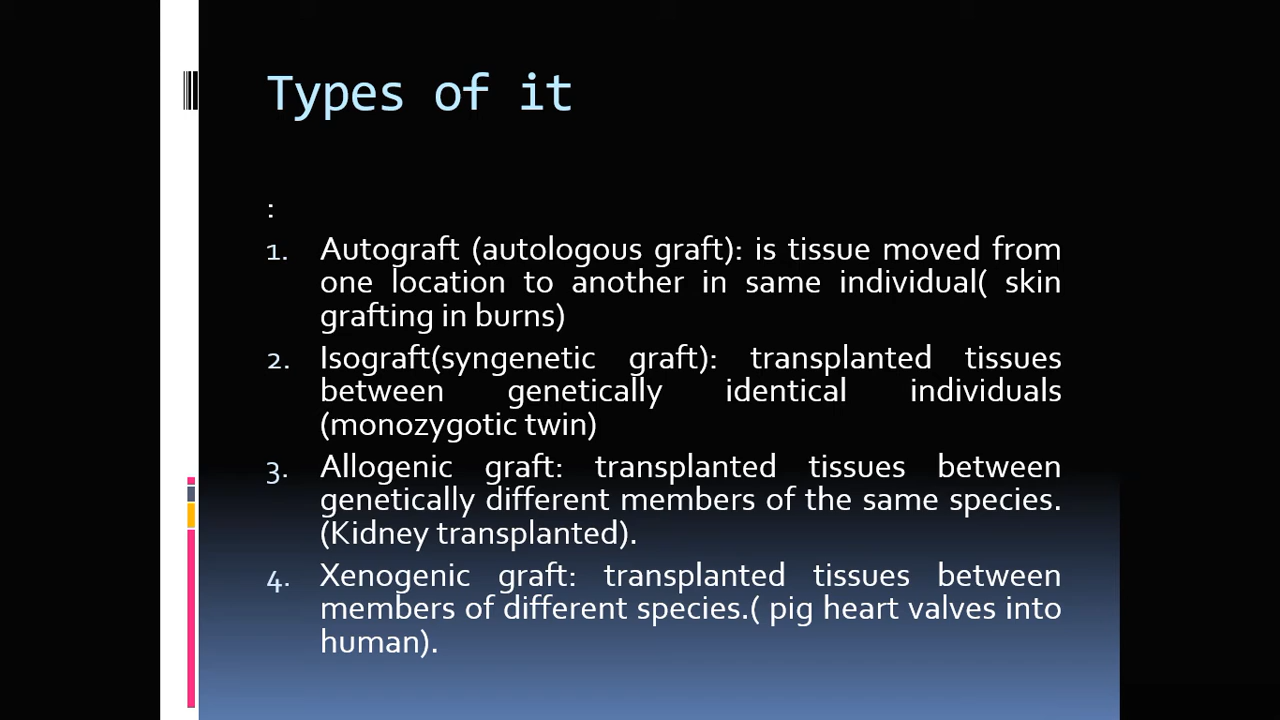 Types of it
:
1. Autograft (autologous graft): is tissue moved from
one location to another in same individual( skin
grafting in burns)
2. Isograft(syngenetic graft): transplanted tissues
between genetically identical individuals
(monozygotic twin)
3. Allogenic graft: transplanted tissues between
genetically different members of the same species.
(Kidney transplanted).
4. Xenogenic graft: transplanted tissues between
members of different species.( pig heart valves into
human).